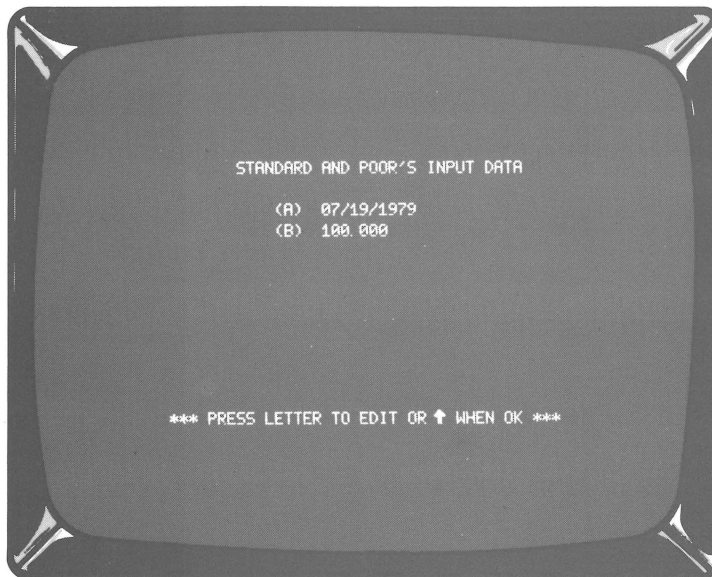 STANDARD AND POOR'S INPUT DATA
(A) 07/19/1979
(B) 100.000
*** PRESS LETTER TO EDIT OR ↑ WHEN OK ***